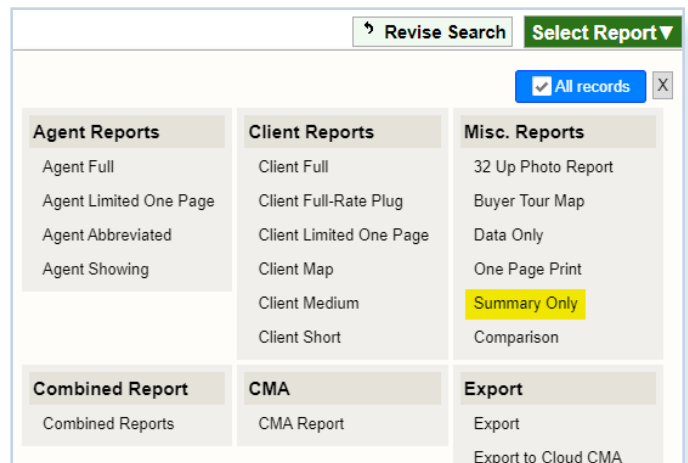 Revise Search Select Report▼
All records X
Agent Reports
Agent Full
Agent Limited One Page
Agent Abbreviated
Agent Showing
Client Reports
Client Full
Client Full-Rate Plug
Client Limited One Page
Client Map
Client Medium
Client Short
Misc. Reports
32 Up Photo Report
Buyer Tour Map
Data Only
One Page Print
Summary Only
Comparison
Combined Report
Combined Reports
CMA
CMA Report
Export
Export
Export to Cloud CMA